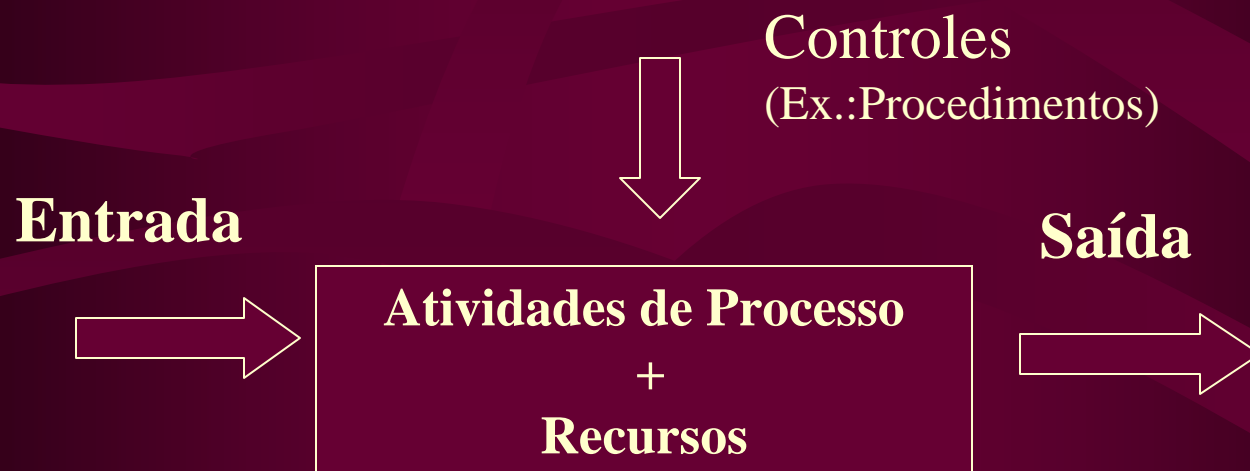 Controles
(Ex.:Procedimentos)
Entrada
Saída
Atividades de Processo
+
Recursos